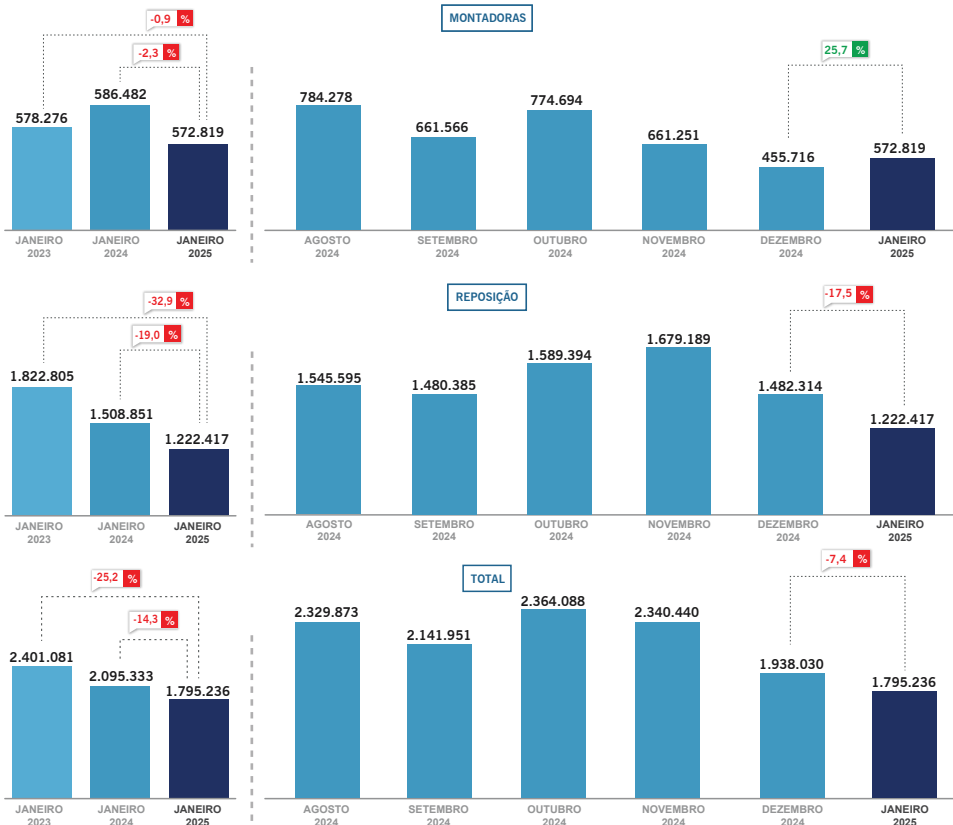 MONTADORAS
-0,9 %
-2,3 %
25,7 %
578.276
586.482
572.819
784.278
661.566
774.694
661.251
455.716
572.819
JANEIRO
2023
JANEIRO
2024
JANEIRO
2025
AGOSTO
2024
SETEMBRO
2024
OUTUBRO
2024
NOVEMBRO
2024
DEZEMBRO
2024
JANEIRO
2025
REPOSIÇÃO
-32,9 %
-19,0 %
-17,5 %
1.822.805
1.508.851
1.222.417
1.545.595
1.480.385
1.589.394
1.679.189
1.482.314
1.222.417
JANEIRO
2023
JANEIRO
2024
JANEIRO
2025
AGOSTO
2024
SETEMBRO
2024
OUTUBRO
2024
NOVEMBRO
2024
DEZEMBRO
2024
JANEIRO
2025
TOTAL
-25,2 %
-14,3 %
-7,4 %
2.401.081
2.095.333
1.795.236
2.329.873
2.141.951
2.364.088
2.340.440
1.938.030
1.795.236
JANEIRO
2023
JANEIRO
2024
JANEIRO
2025
AGOSTO
2024
SETEMBRO
2024
OUTUBRO
2024
NOVEMBRO
2024
DEZEMBRO
2024
JANEIRO
2025